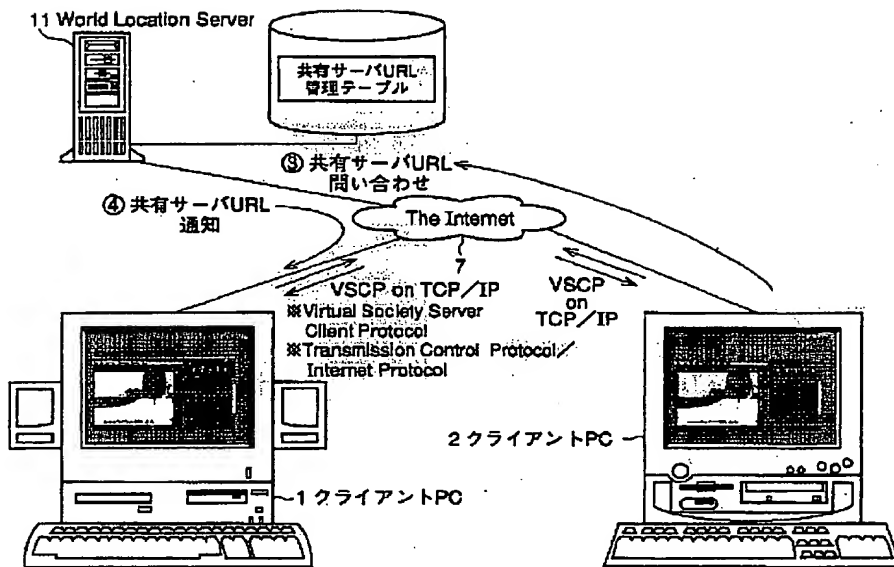 11 World Location Server
共有サーバURL
管理テーブル
③ 共有サーバURL
問い合わせ
④ 共有サーバURL
通知
The Internet
7
VSCP on TCP/IP
※Virtual Society Server
Client Protocol
※Transmission Control Protocol/
Internet Protocol
VSCP
on
TCP/IP
2 クライアントPC
1 クライアントPC